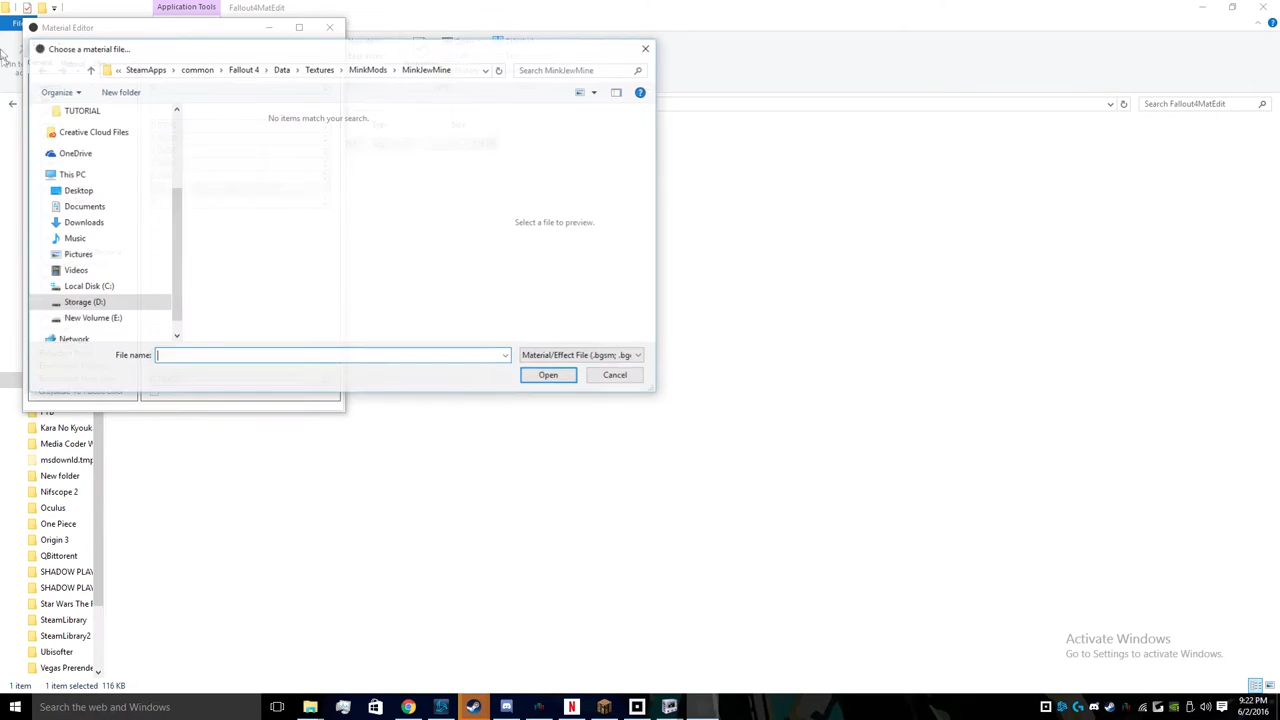 Application Tools
Fallout4MatEdit
File
Material Editor
Choose a material file...
SteamApps > common > Fallout 4 > Data > Textures > MinkMods > MinkJewMine
Search MinkJewMine
Organize
New folder
Search Fallout4MatEdit
TUTORIAL
No items match your search.
Creative Cloud Files
OneDrive
This PC
Desktop
Documents
Downloads
Select a file to preview.
Music
Pictures
Videos
Local Disk (C:)
Storage (D:)
New Volume (E:)
Network
File name:
Material/Effect File (.bgsm; .bg
Open
Cancel
Kara No Kyouk
Media Coder W
msdownld.tmp
New folder
Nifscope 2
Oculus
One Piece
Origin 3
QBittorent
SHADOW PLAY
SHADOW PLAY
Star Wars The F
SteamLibrary
SteamLibrary2
Ubisofter
Vegas Prerende
Activate Windows
Go to Settings to activate Windows.
1 item
1 item selected
116 KB
Search the web and Windows
9:22 PM
6/2/2016